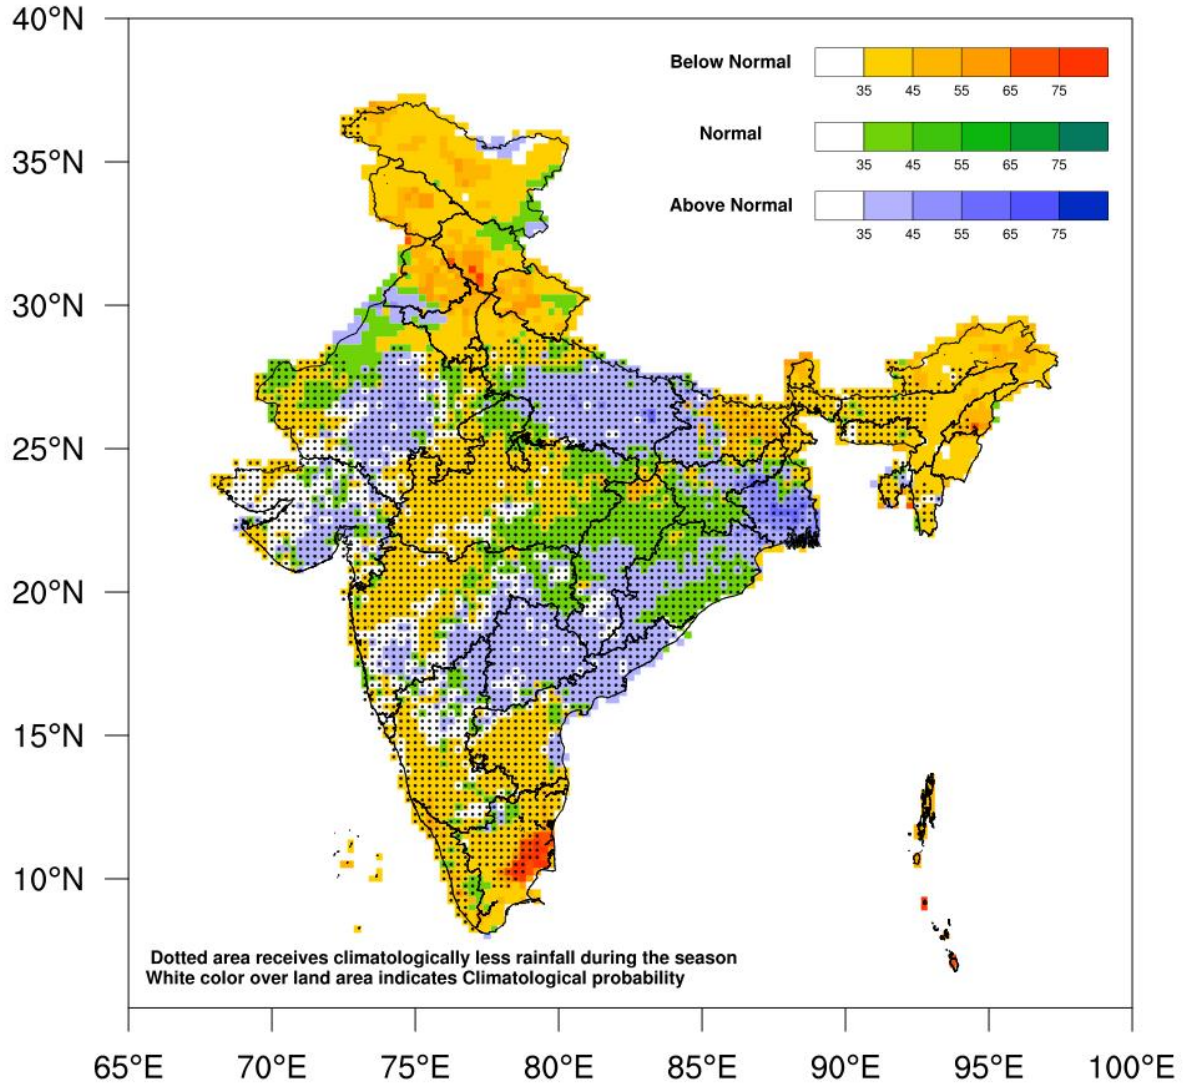 40°N
35°N
30°N
25°N
20°N
15°N
10°N
Below Normal
35 45 55 65 75
Normal
35 45 55 65 75
Above Normal
35 45 55 65 75
Dotted area receives climatologically less rainfall during the season
White color over land area indicates Climatological probability
65°E 70°E 75°E 80°E 85°E 90°E 95°E 100°E